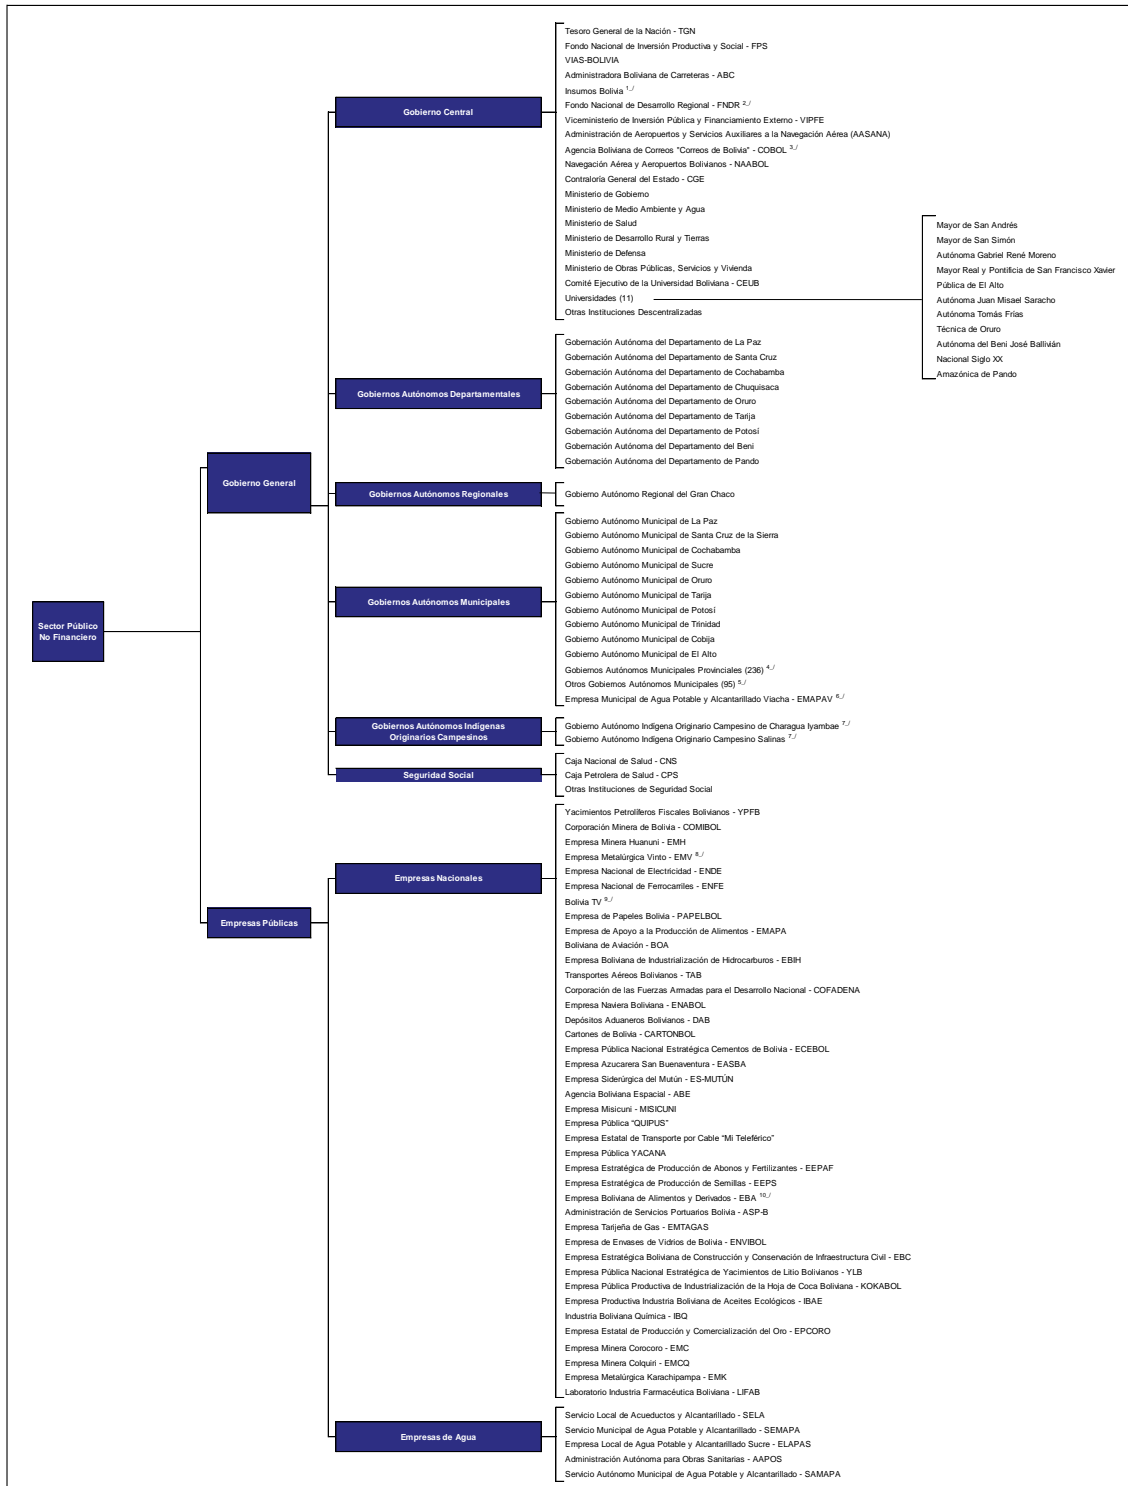 Sector Público
No Financiero
Gobierno General
Gobierno Central
Tesoro General de la Nación - TGN
Fondo Nacional de Inversión Productiva y Social - FPS
VIAS-BOLIVIA
Administradora Boliviana de Carreteras - ABC
Insumos Bolivia 1_/
Fondo Nacional de Desarrollo Regional - FNDR 2_/
Viceministerio de Inversión Pública y Financiamiento Externo - VIPFE
Administración de Aeropuertos y Servicios Auxiliares a la Navegación Aérea (AASANA)
Agencia Boliviana de Correos "Correos de Bolivia" - COBOL 3_/
Navegación Aérea y Aeropuertos Bolivianos - NAABOL
Contraloría General del Estado - CGE
Ministerio de Gobierno
Ministerio de Medio Ambiente y Agua
Ministerio de Salud
Ministerio de Desarrollo Rural y Tierras
Ministerio de Defensa
Ministerio de Obras Públicas, Servicios y Vivienda
Comité Ejecutivo de la Universidad Boliviana - CEUB
Universidades (11)
Otras Instituciones Descentralizadas
Mayor de San Andrés
Mayor de San Simón
Autónoma Gabriel René Moreno
Mayor Real y Pontificia de San Francisco Xavier
Pública de El Alto
Autónoma Juan Misael Saracho
Autónoma Tomás Frías
Técnica de Oruro
Autónoma del Beni José Ballivián
Nacional Siglo XX
Amazónica de Pando
Gobiernos Autónomos Departamentales
Gobernación Autónoma del Departamento de La Paz
Gobernación Autónoma del Departamento de Santa Cruz
Gobernación Autónoma del Departamento de Cochabamba
Gobernación Autónoma del Departamento de Chuquisaca
Gobernación Autónoma del Departamento de Oruro
Gobernación Autónoma del Departamento de Tarija
Gobernación Autónoma del Departamento de Potosí
Gobernación Autónoma del Departamento del Beni
Gobernación Autónoma del Departamento de Pando
Gobiernos Autónomos Regionales
Gobierno Autónomo Regional del Gran Chaco
Gobiernos Autónomos Municipales
Gobierno Autónomo Municipal de La Paz
Gobierno Autónomo Municipal de Santa Cruz de la Sierra
Gobierno Autónomo Municipal de Cochabamba
Gobierno Autónomo Municipal de Sucre
Gobierno Autónomo Municipal de Oruro
Gobierno Autónomo Municipal de Tarija
Gobierno Autónomo Municipal de Potosí
Gobierno Autónomo Municipal de Trinidad
Gobierno Autónomo Municipal de Cobija
Gobierno Autónomo Municipal de El Alto
Gobiernos Autónomos Municipales Provinciales (236) 4_/
Otros Gobiernos Autónomos Municipales (95) 5_/
Empresa Municipal de Agua Potable y Alcantarillado Viacha - EMAPAV 6_/
Gobiernos Autónomos Indígenas
Originarios Campesinos
Gobierno Autónomo Indígena Originario Campesino de Charagua Iyambae 7_/
Gobierno Autónomo Indígena Originario Campesino Salinas 7_/
Seguridad Social
Caja Nacional de Salud - CNS
Caja Petrolera de Salud - CPS
Otras Instituciones de Seguridad Social
Empresas Públicas
Empresas Nacionales
Yacimientos Petrolíferos Fiscales Bolivianos - YPFB
Corporación Minera de Bolivia - COMIBOL
Empresa Minera Huanuni - EMH
Empresa Metalúrgica Vinto - EMV 8_/
Empresa Nacional de Electricidad - ENDE
Empresa Nacional de Ferrocarriles - ENFE
Bolivia TV 9_/
Empresa de Papeles Bolivia - PAPELBOL
Empresa de Apoyo a la Producción de Alimentos - EMAPA
Boliviana de Aviación - BOA
Empresa Boliviana de Industrialización de Hidrocarburos - EBIH
Transportes Aéreos Bolivianos - TAB
Corporación de las Fuerzas Armadas para el Desarrollo Nacional - COFADENA
Empresa Naviera Boliviana - ENABOL
Depósitos Aduaneros Bolivianos - DAB
Cartones de Bolivia - CARTONBOL
Empresa Pública Nacional Estratégica Cementos de Bolivia - ECEBOL
Empresa Azucarera San Buenaventura - EASBA
Empresa Siderúrgica del Mutún - ES-MUTÚN
Agencia Boliviana Espacial - ABE
Empresa Misicuni - MISICUNI
Empresa Pública “QUIPUS”
Empresa Estatal de Transporte por Cable “Mi Teleférico”
Empresa Pública YACANA
Empresa Estratégica de Producción de Abonos y Fertilizantes - EEPAF
Empresa Estratégica de Producción de Semillas - EEPS
Empresa Boliviana de Alimentos y Derivados - EBA 10_/
Administración de Servicios Portuarios Bolivia - ASP-B
Empresa Tarijeña de Gas - EMTAGAS
Empresa de Envases de Vidrios de Bolivia - ENVIBOL
Empresa Estratégica Boliviana de Construcción y Conservación de Infraestructura Civil - EBC
Empresa Pública Nacional Estratégica de Yacimientos de Litio Bolivianos - YLB
Empresa Pública Productiva de Industrialización de la Hoja de Coca Boliviana - KOKABOL
Empresa Productiva Industria Boliviana de Aceites Ecológicos - IBAE
Industria Boliviana Química - IBQ
Empresa Estatal de Producción y Comercialización del Oro - EPCORO
Empresa Minera Corocoro - EMC
Empresa Minera Colquiri - EMCQ
Empresa Metalúrgica Karachipampa - EMK
Laboratorio Industria Farmacéutica Boliviana - LIFAB
Empresas de Agua
Servicio Local de Acueductos y Alcantarillado - SELA
Servicio Municipal de Agua Potable y Alcantarillado - SEMAPA
Empresa Local de Agua Potable y Alcantarillado Sucre - ELAPAS
Administración Autónoma para Obras Sanitarias - AAPOS
Servicio Autónomo Municipal de Agua Potable y Alcantarillado - SAMAPA